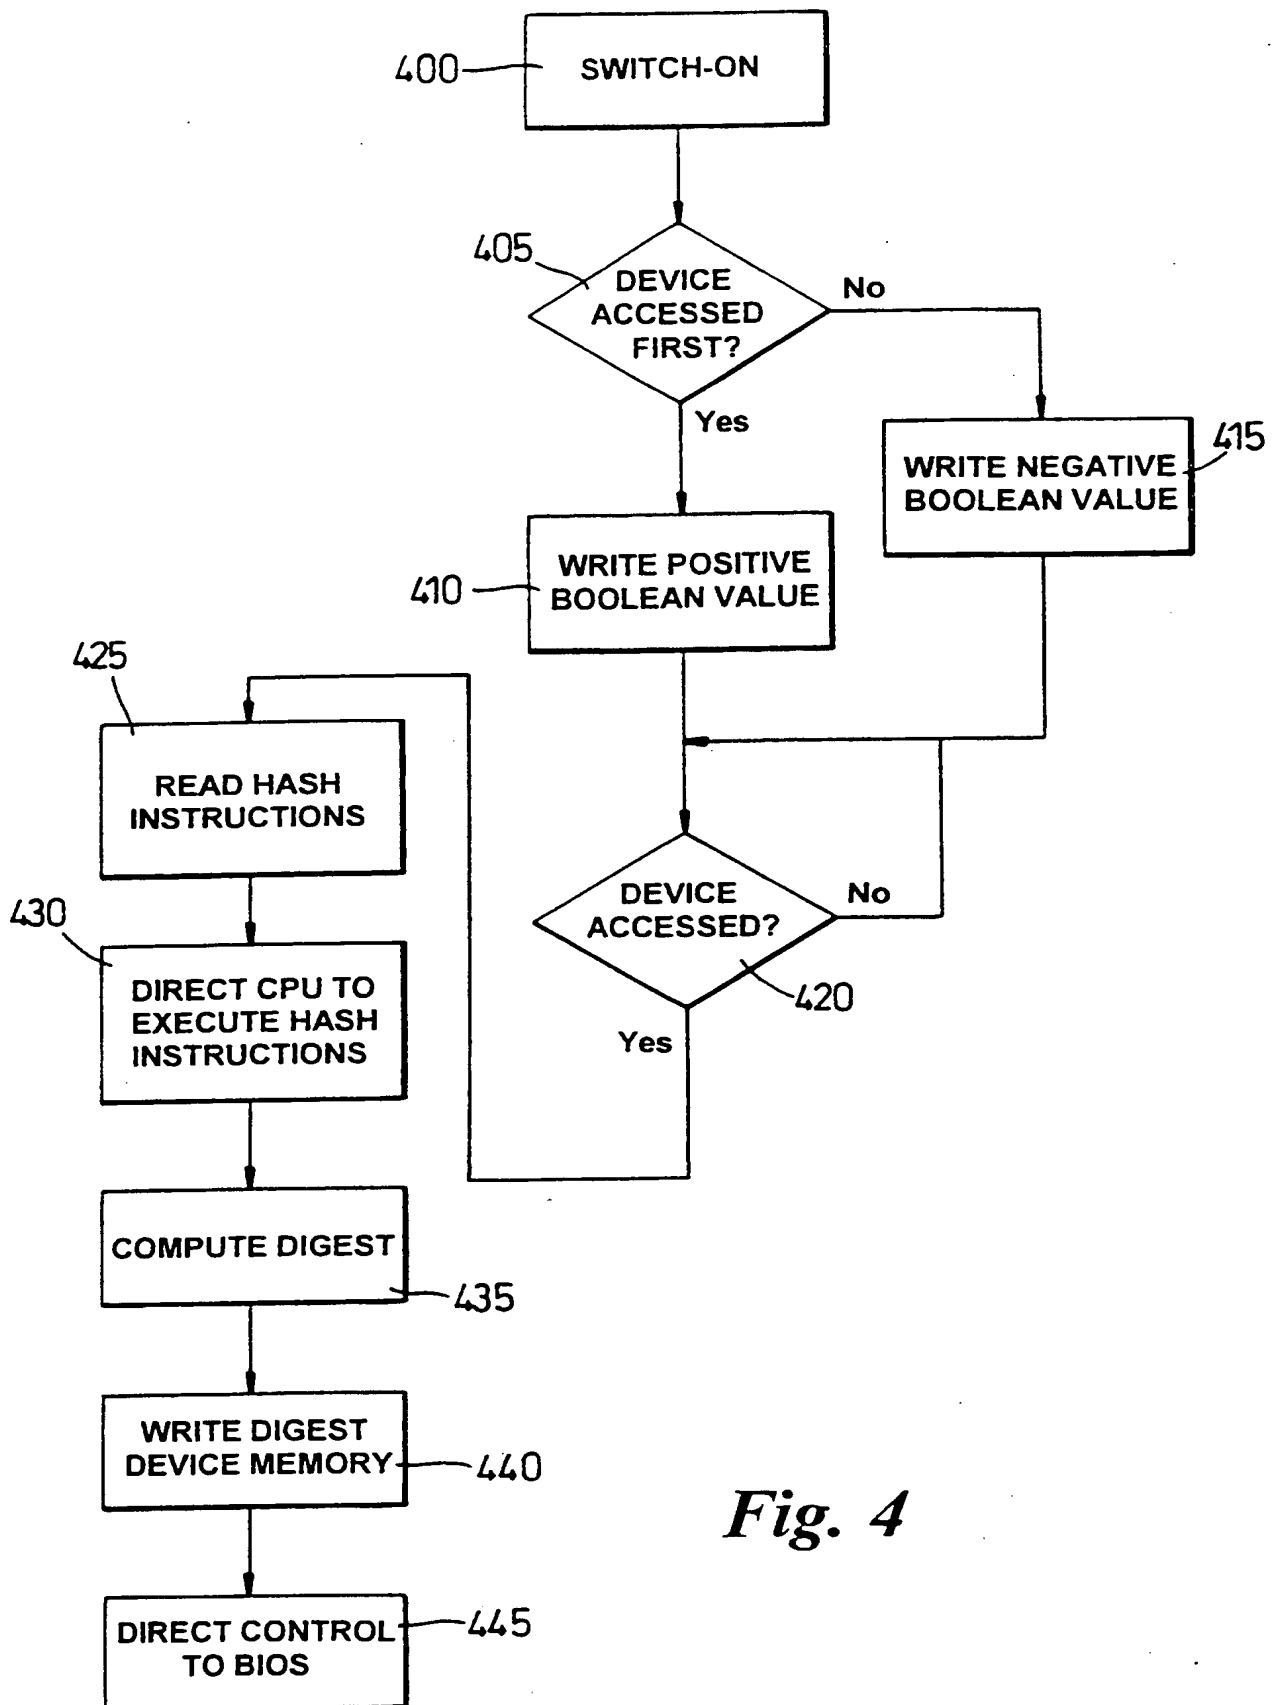 400
SWITCH-ON
405
DEVICE
ACCESSED
FIRST?
No
Yes
WRITE NEGATIVE
BOOLEAN VALUE
415
410
WRITE POSITIVE
BOOLEAN VALUE
DEVICE
ACCESSED?
No
420
Yes
425
READ HASH
INSTRUCTIONS
430
DIRECT CPU TO
EXECUTE HASH
INSTRUCTIONS
COMPUTE DIGEST
435
WRITE DIGEST
DEVICE MEMORY
440
DIRECT CONTROL
TO BIOS
445
Fig. 4